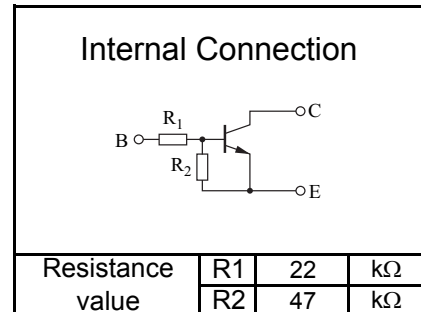 Internal Connection
C
R1
B
R2
E
Resistance value R1 22 kΩ
R2 47 kΩ